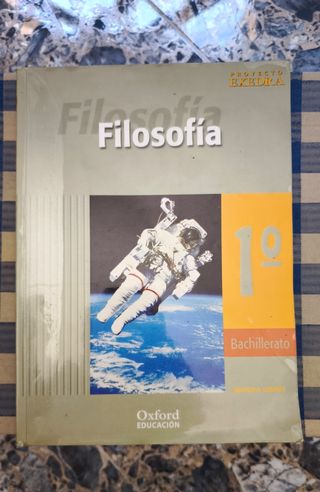 PROYECTO
EXEDRA
Filosofía
Filosofía
1º
Bachillerato
Oxford
EDUCACIÓN